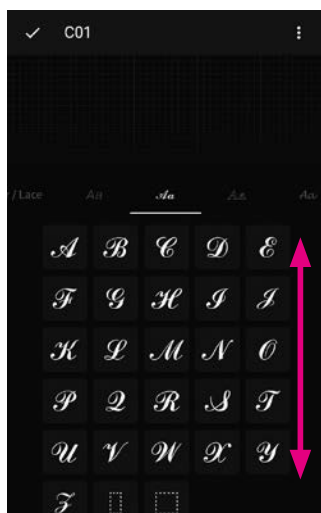 C01
/ Lace Aa Aa Aa Aa
A B C D E
F G H I J
K L M N O
P Q R S T
U V W X Y
Z